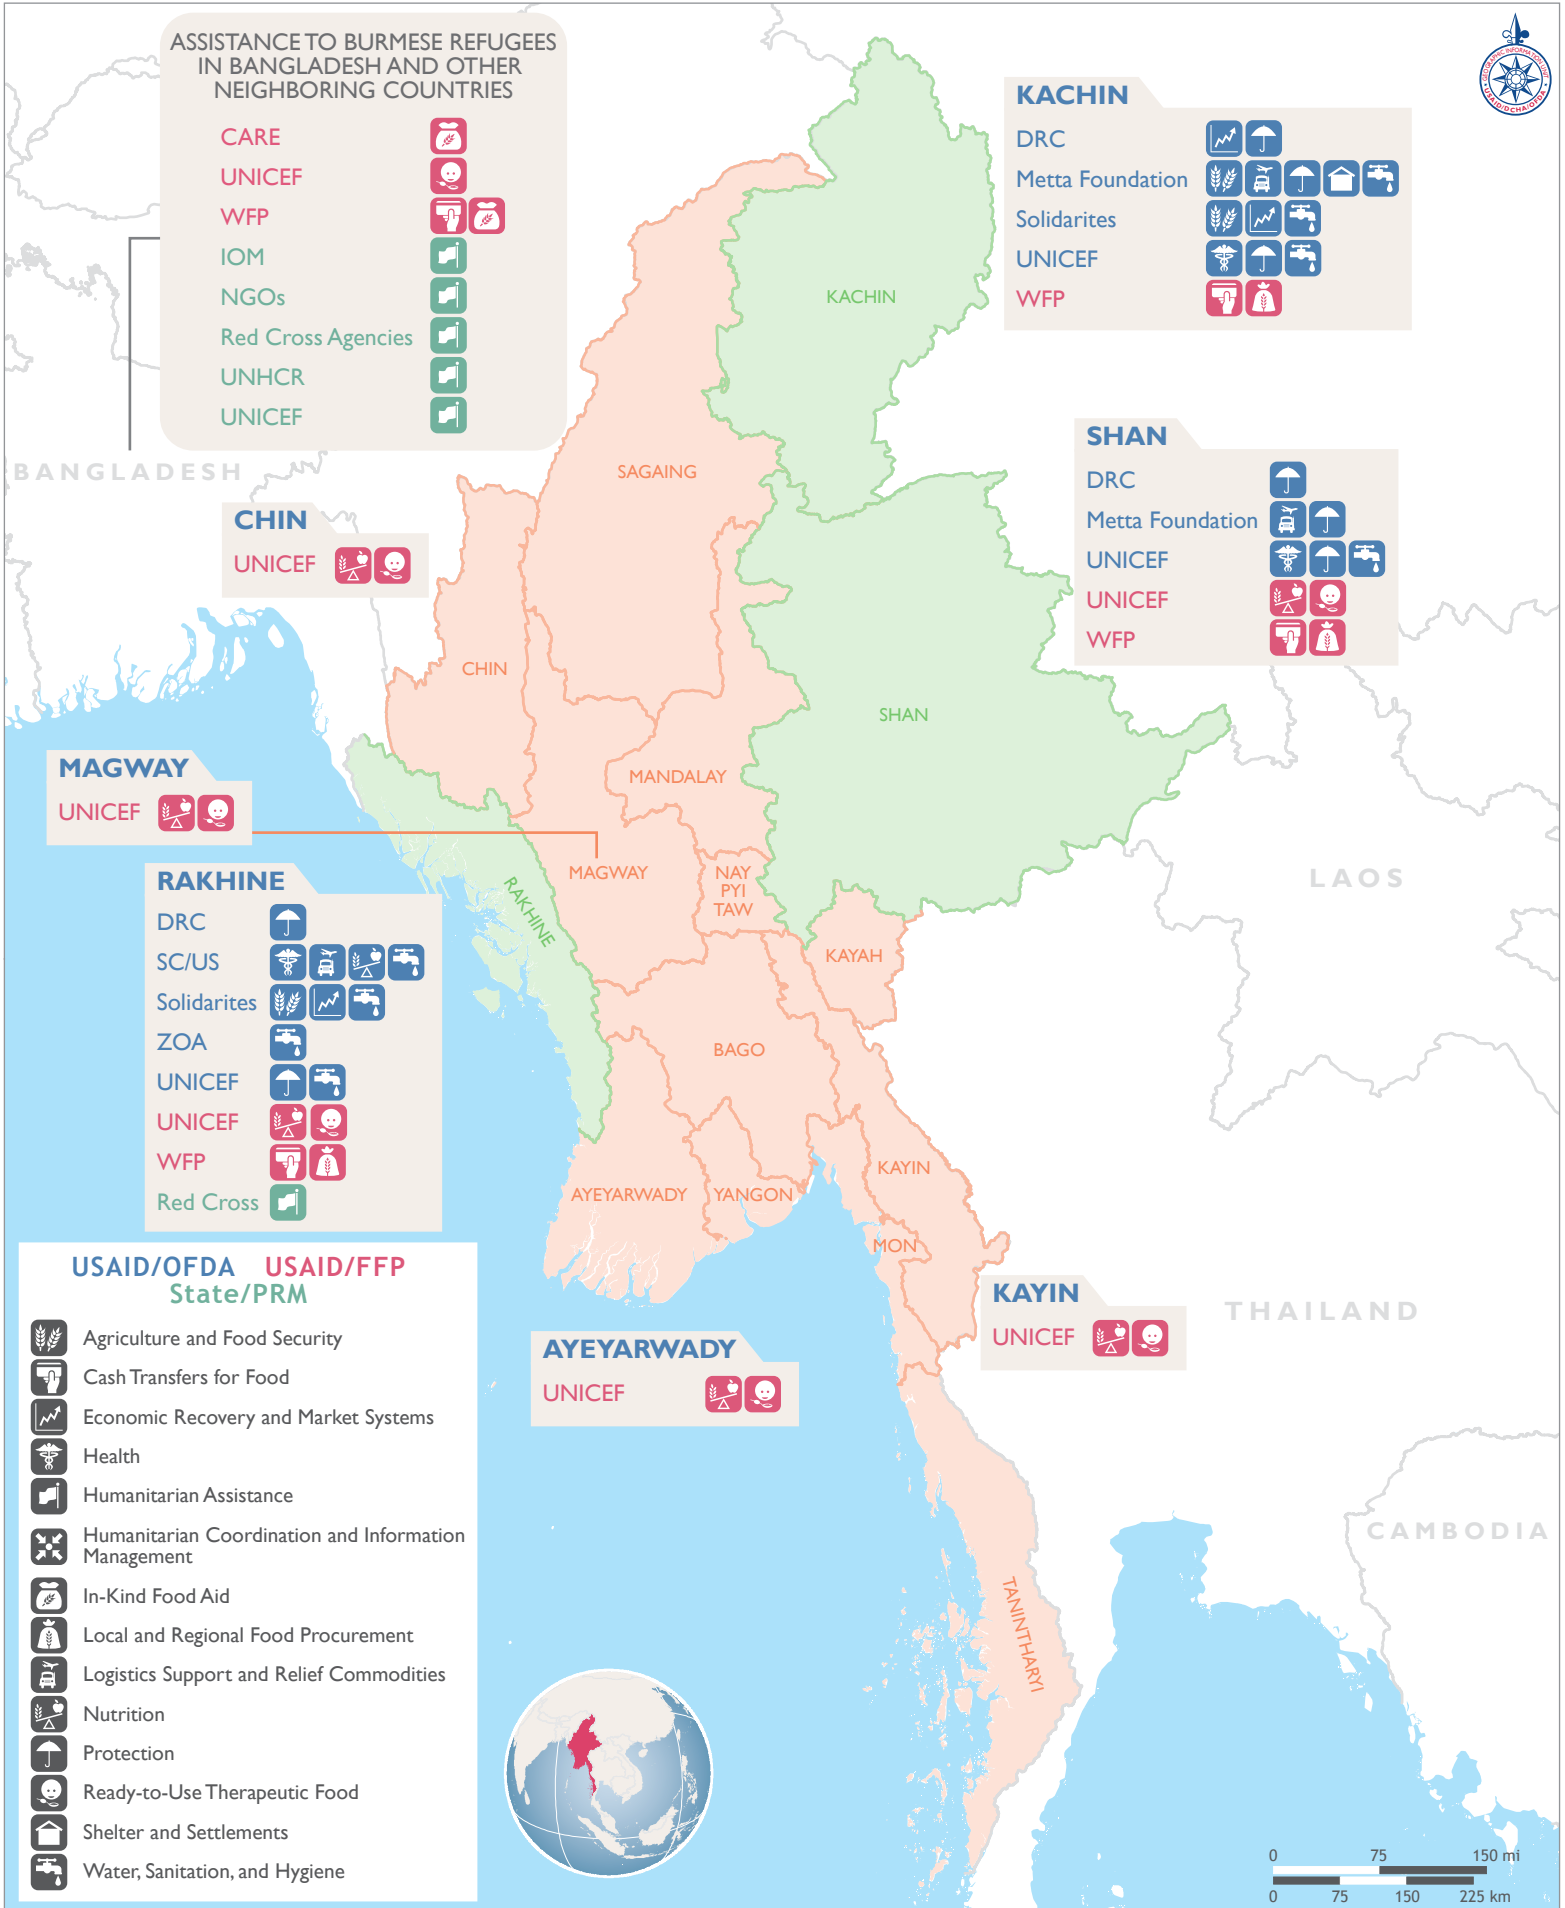 ASSISTANCE TO BURMESE REFUGEES
IN BANGLADESH AND OTHER
NEIGHBORING COUNTRIES
CARE
UNICEF
WFP
IOM
NGOs
Red Cross Agencies
UNHCR
UNICEF
GEOGRAPHIC INFORMATION UNIT
USAID/DCHA/OFDA
KACHIN
DRC
Metta Foundation
Solidarites
UNICEF
WFP
KACHIN
SHAN
DRC
Metta Foundation
UNICEF
UNICEF
WFP
SAGAING
BANGLADESH
CHIN
UNICEF
CHIN
SHAN
MAGWAY
UNICEF
MANDALAY
MAGWAY
NAY
PYI
TAW
LAOS
RAKHINE
DRC
SC/US
Solidarites
ZOA
UNICEF
UNICEF
WFP
Red Cross
RAKHINE
KAYAH
BAGO
KAYIN
AYEYARWADY
YANGON
MON
KAYIN
UNICEF
THAILAND
AYEYARWADY
UNICEF
CAMBODIA
TANINTHARYI
USAID/OFDA USAID/FFP
State/PRM
Agriculture and Food Security
Cash Transfers for Food
Economic Recovery and Market Systems
Health
Humanitarian Assistance
Humanitarian Coordination and Information
Management
In-Kind Food Aid
Local and Regional Food Procurement
Logistics Support and Relief Commodities
Nutrition
Protection
Ready-to-Use Therapeutic Food
Shelter and Settlements
Water, Sanitation, and Hygiene
0 75 150 mi
0 75 150 225 km